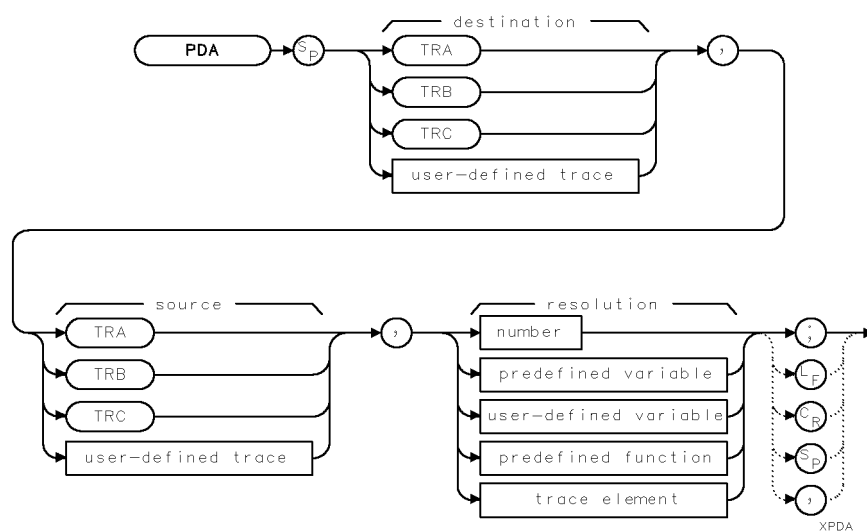 destination
PDA SP TRA ,
TRB
TRC
user-defined trace
source resolution
TRA , number ;
TRB predefined variable LF
TRC user-defined variable CR
user-defined trace predefined function SP
trace element ,
XPDA